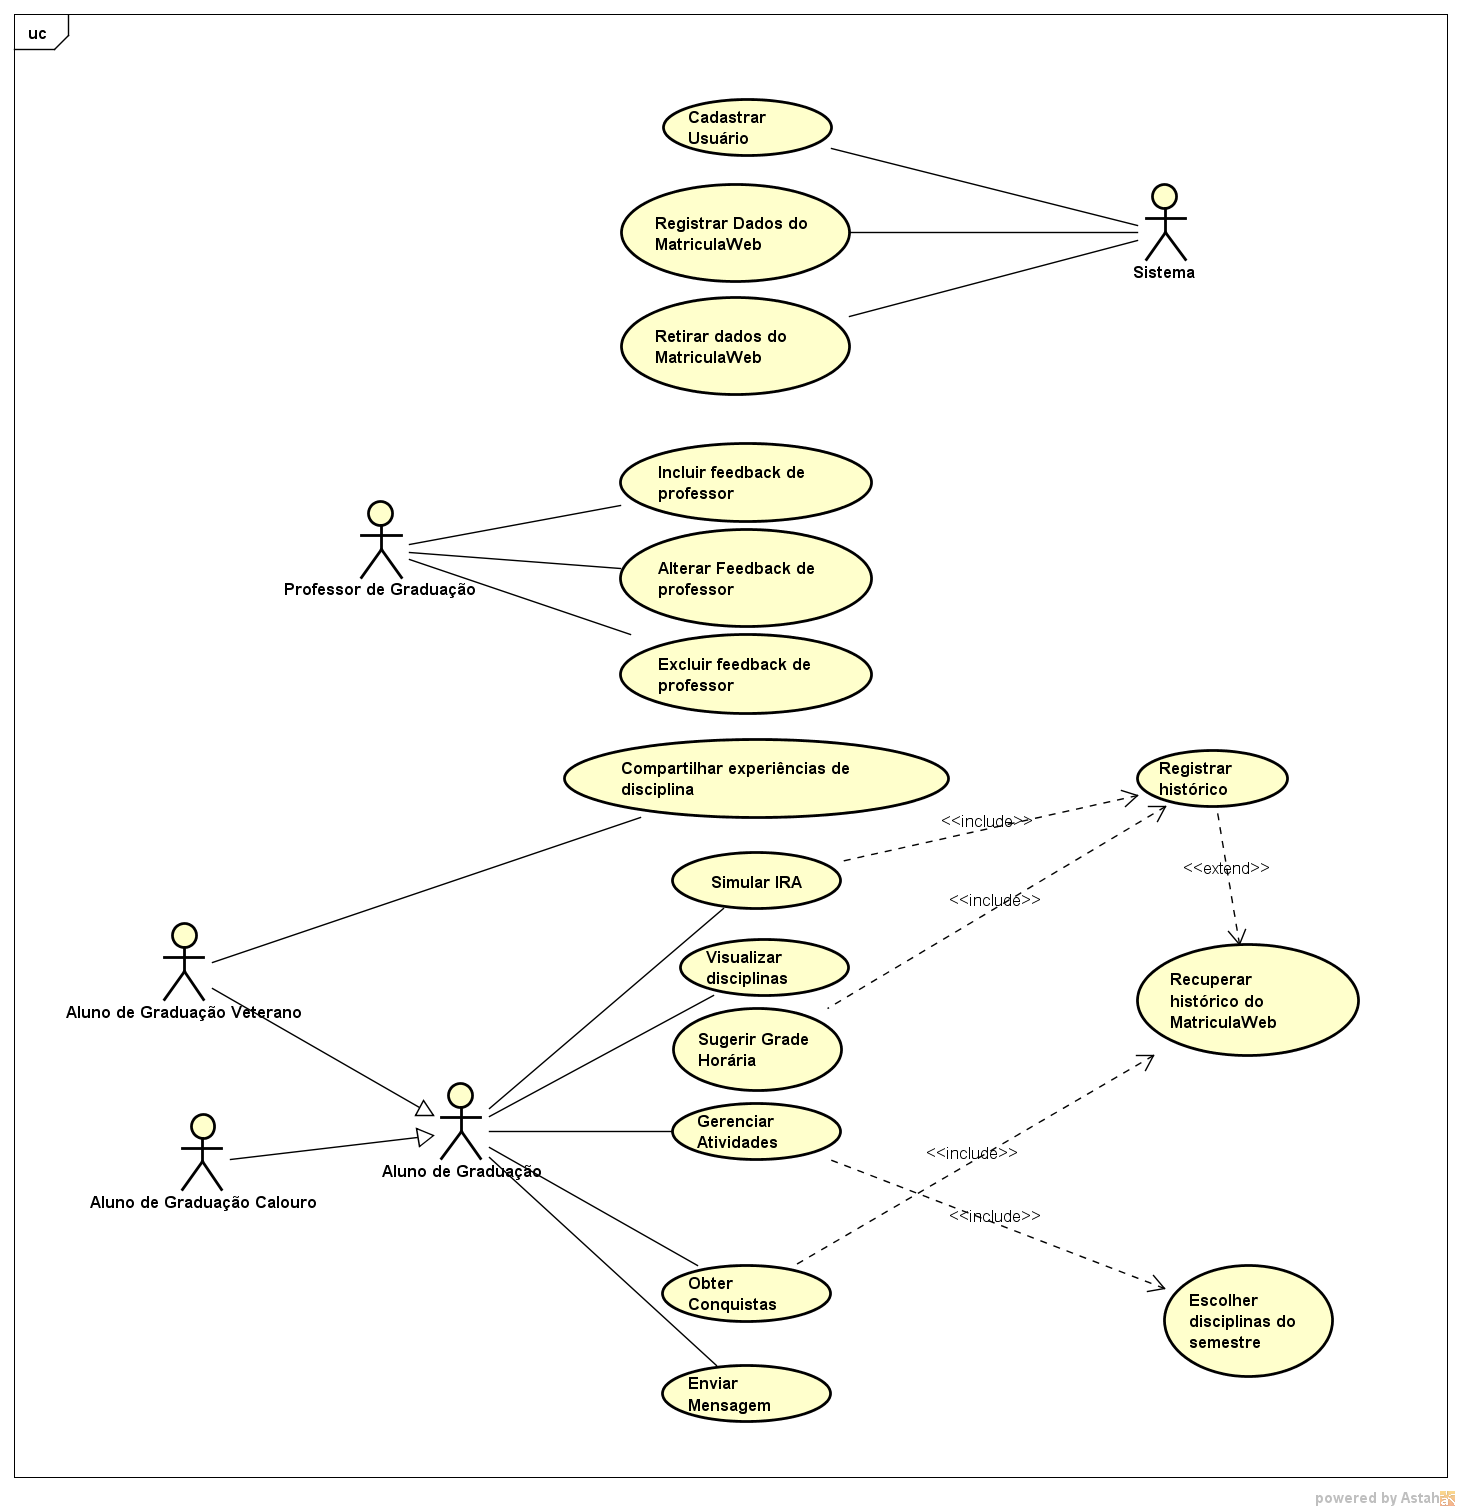 uc
Cadastrar
Usuário
Registrar Dados do
MatriculaWeb
Sistema
Retirar dados do
MatriculaWeb
Incluir feedback de
professor
Professor de Graduação
Alterar Feedback de
professor
Excluir feedback de
professor
Compartilhar experiências de
disciplina
Registrar
histórico
<<include>>
Simular IRA
<<extend>>
<<include>>
Visualizar
disciplinas
Recuperar
histórico do
MatriculaWeb
Aluno de Graduação Veterano
Sugerir Grade
Horária
Gerenciar
Atividades
<<include>>
Aluno de Graduação
Aluno de Graduação Calouro
<<include>>
Obter
Conquistas
Escolher
disciplinas do
semestre
Enviar
Mensagem
powered by Astah